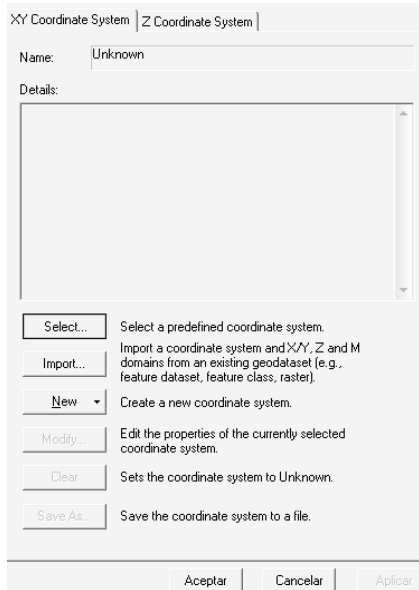 XY Coordinate System Z Coordinate System
Name: Unknown
Details:
Select... Select a predefined coordinate system.
Import a coordinate system and X/Y, Z and M
Import... domains from an existing geodataset (e.g.,
feature dataset, feature class, raster).
New Create a new coordinate system.
Modify... Edit the properties of the currently selected
coordinate system.
Clear Sets the coordinate system to Unknown.
Save As... Save the coordinate system to a file.
Aceptar Cancelar Aplicar